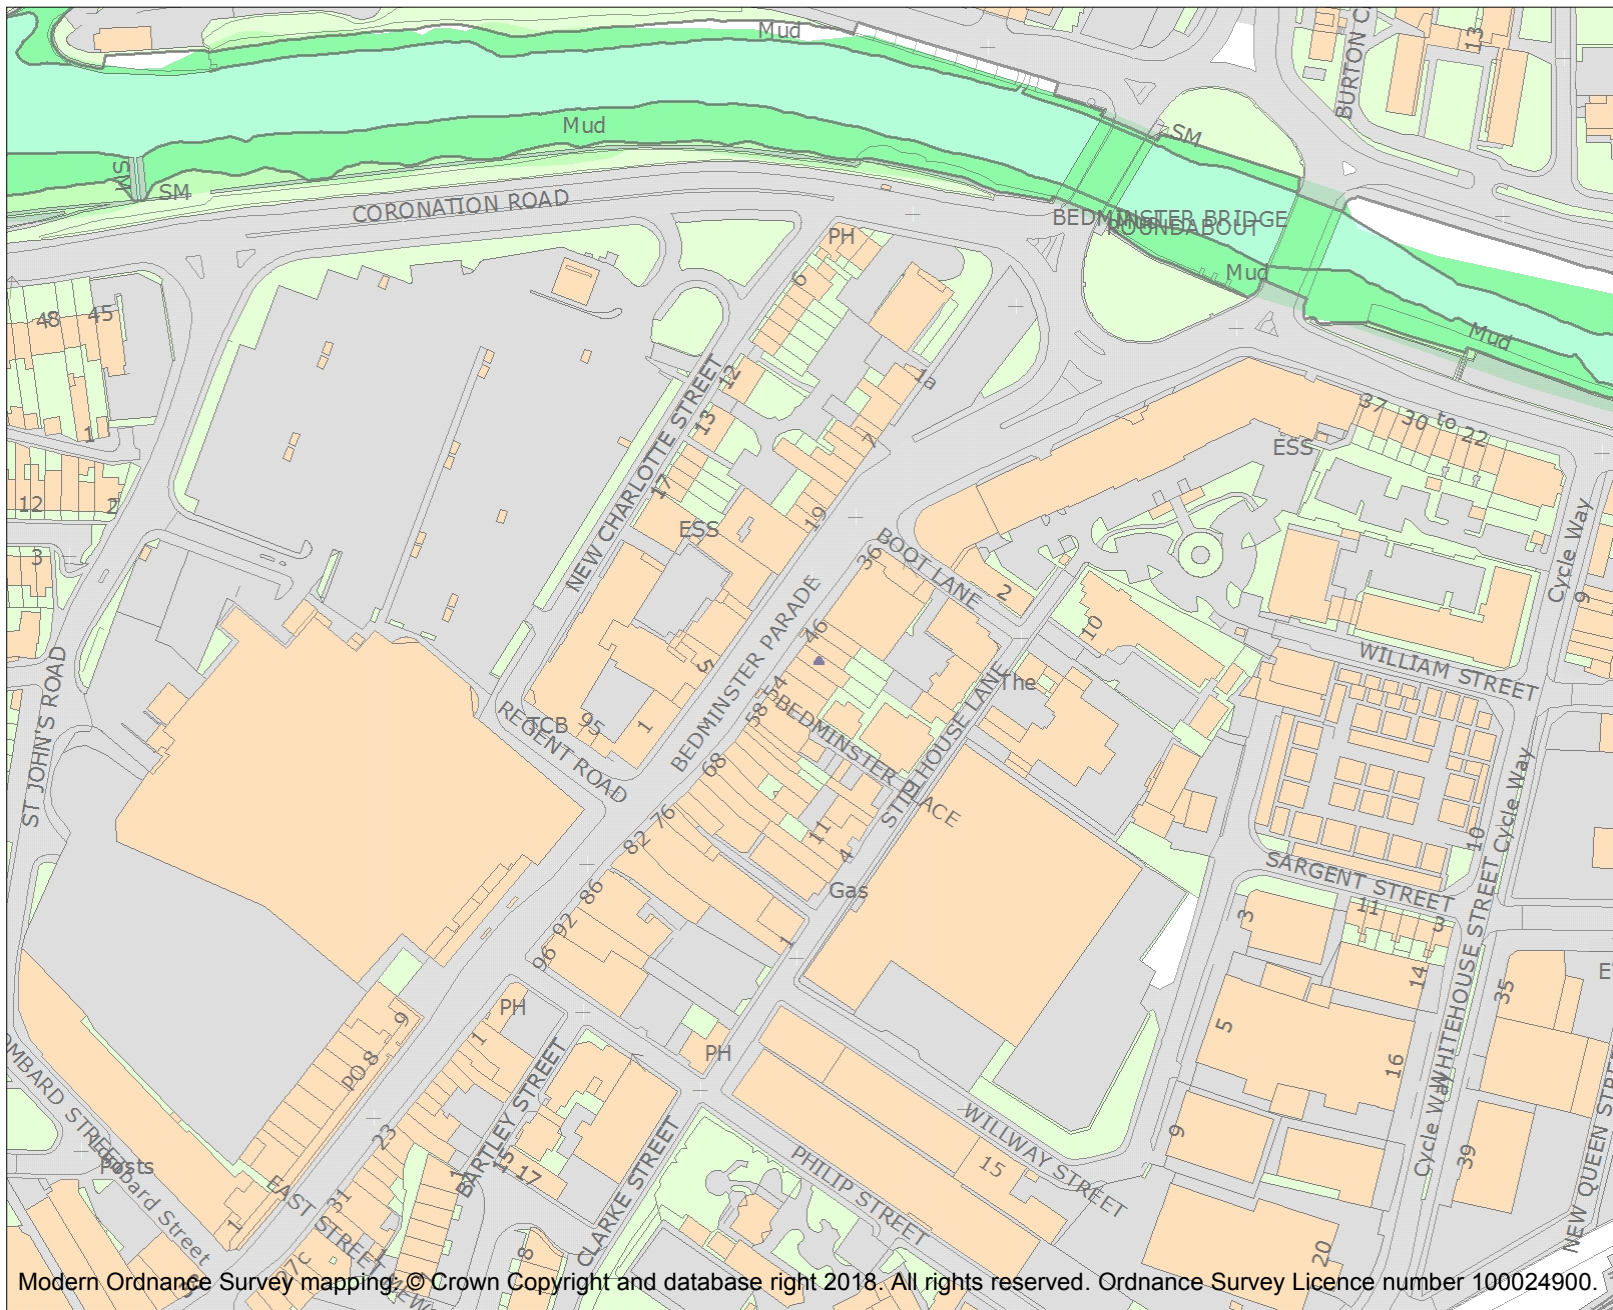 Mud
BURTON C
13
Mud
SM
SM
SM
CORONATION ROAD
BEDMINSTER BRIDGE
ROUNDABOUT
PH
Mud
6
48
45
Mud
1a
12
37
30 to 22
13
1
7
ESS
17
12
2
19
ESS
NEW CHARLOTTE STREET
36
BOOT LANE
Cycle Way
3
2
9
BEDMINSTER PARADE
46
10
5
WILLIAM STREET
The
54
ST JOHN'S ROAD
58
BEDMINSTER PLACE
TCB
95
1
REGENT ROAD
STILLHOUSE LANE
68
Cycle Way
76
82
11
4
10
SARGENT STREET
Gas
86
3
11
3
92
1
96
14
WHITEHOUSE STREET
35
E
PH
9
1
5
PH
PO
8
16
OMBARD STREET
BARTLEY STREET
23
WILLWAY STREET
9
Cycle Way
39
Posts
Lombard Street
1
15
17
CLARKE STREET
PHILIP STREET
15
NEW QUEEN STRE
EAST STREET
31
1
1
8
20
37c
NEW
Modern Ordnance Survey mapping: © Crown Copyright and database right 2018. All rights reserved. Ordnance Survey Licence number 100024900.